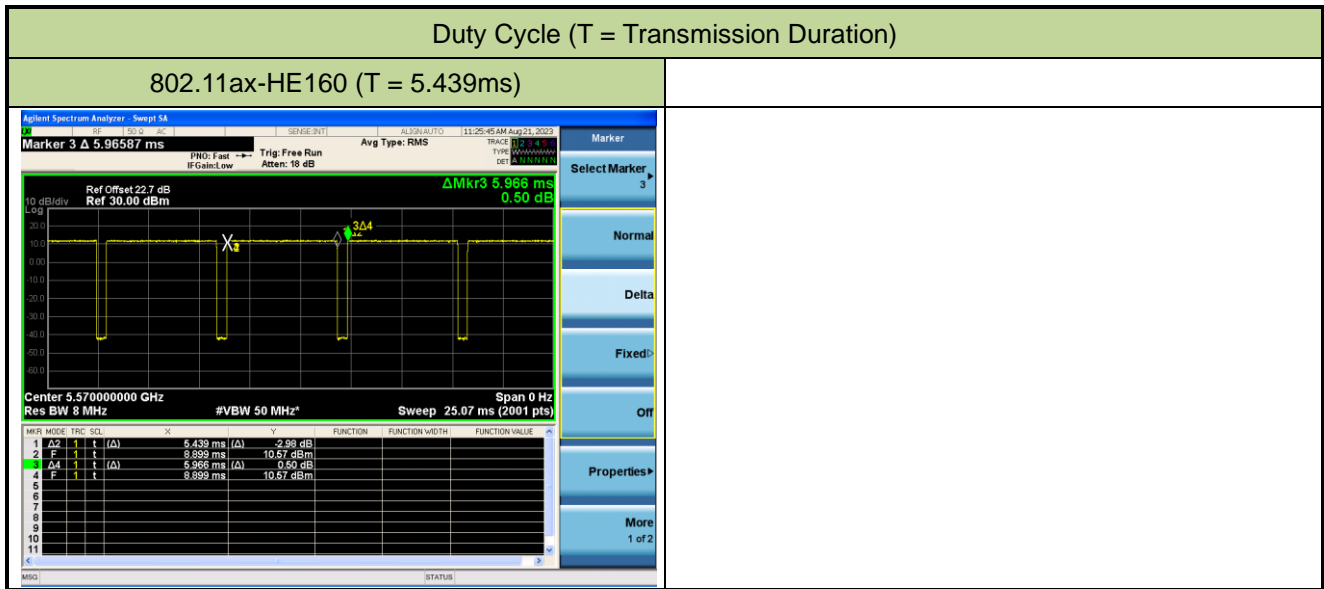 Duty Cycle (T = Transmission Duration)
802.11ax-HE160 (T = 5.439ms)
Agilent Spectrum Analyzer - Swept SA
RF 50 Ω AC SENSE:INT ALIGN AUTO 11:25:45 AM Aug 21, 2023
Marker 3 Δ 5.96587 ms
PNO: Fast Trig: Free Run Avg Type: RMS TRACE 1 2 3 4 5 6
TYPE
IFGain:Low Atten: 18 dB DET A N N N N N
Marker
Select Marker
3
Normal
Delta
Fixed
Off
Properties
More
1 of 2
Ref Offset 22.7 dB ΔMkr3 5.966 ms
10 dB/div Ref 30.00 dBm 0.50 dB
Log
20.0
10.0
0.00
-10.0
-20.0
-30.0
-40.0
-50.0
-60.0
3Δ4
Center 5.570000000 GHz Span 0 Hz
Res BW 8 MHz #VBW 50 MHz* Sweep 25.07 ms (2001 pts)
MKR MODE TRC SCL X Y FUNCTION FUNCTION WIDTH FUNCTION VALUE
1 Δ2 1 t (Δ) 5.439 ms (Δ) -2.98 dB
2 F 1 t 8.899 ms 10.57 dBm
3 Δ4 1 t (Δ) 5.966 ms (Δ) 0.50 dB
4 F 1 t 8.899 ms 10.57 dBm
5
6
7
8
9
10
11
MSG STATUS